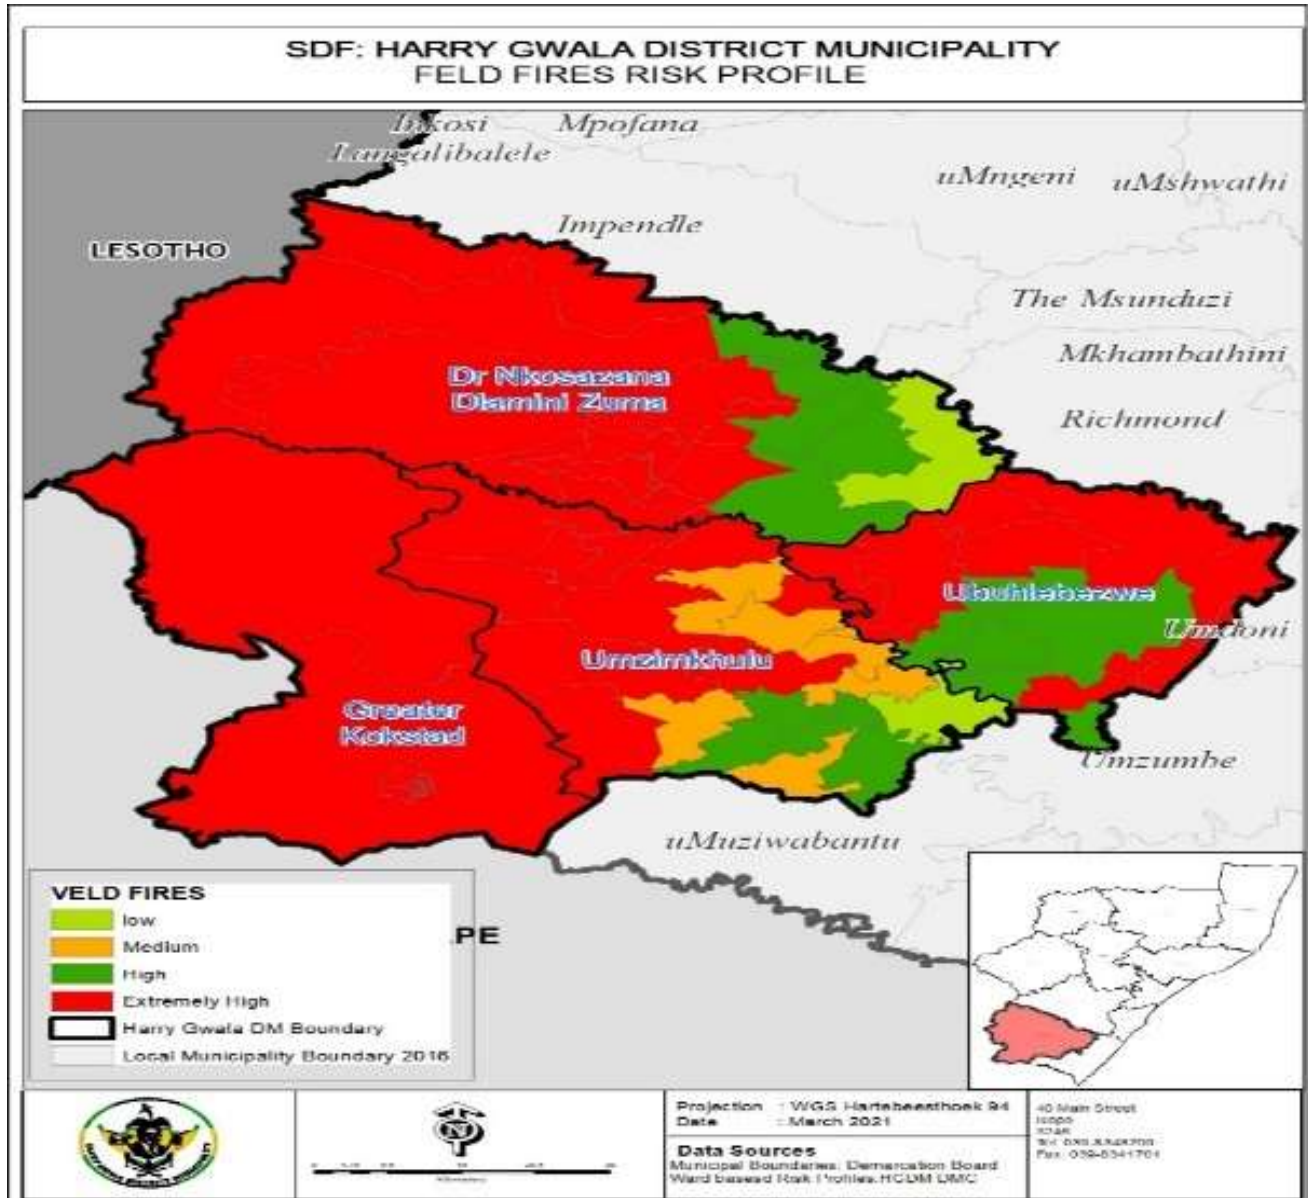 SDF: HARRY GWALA DISTRICT MUNICIPALITY
FELD FIRES RISK PROFILE
Inkosi
Langalibalele
Mpofana
uMngeni
uMshwathi
Impendle
LESOTHO
The Msunduzi
Mkhambathini
Richmond
Dr Nkosazana
Dlamini Zuma
Ubuhlebezwe
Umdoni
Umzimkhulu
Greater
Kokstad
Umzumbe
uMuziwabantu
PE
VELD FIRES
low
Medium
High
Extremely High
Harry Gwala DM Boundary
Local Municipality Boundary 2016
N
Kilometers
Projection : WGS Hartebeesthoek 94
Date : March 2021
Data Sources
Municipal Boundaries: Demarcation Board
Ward basesd Risk Profiles:HGDM DMC
40 Main Street
Ixopo